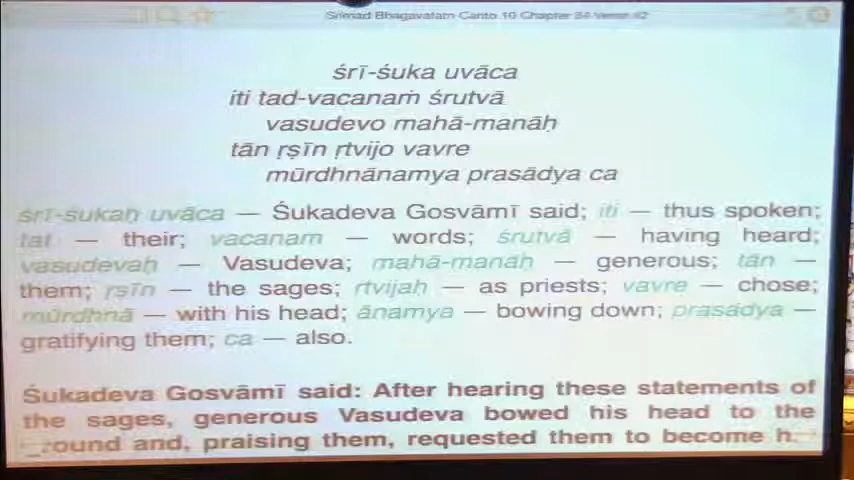 Srimad Bhagavatam Canto 10 Chapter 84 Verse 42
śrī-śuka uvāca
iti tad-vacanaṁ śrutvā
vasudevo mahā-manāḥ
tān ṛṣīn ṛtvijo vavre
mūrdhnānamya prasādya ca
śrī-śukaḥ uvāca — Śukadeva Gosvāmī said; iti — thus spoken;
tat — their; vacanam — words; śrutvā — having heard;
vasudevaḥ — Vasudeva; mahā-manāḥ — generous; tān —
them; ṛṣīn — the sages; ṛtvijaḥ — as priests; vavre — chose;
mūrdhnā — with his head; ānamya — bowing down; prasādya —
gratifying them; ca — also.
Śukadeva Gosvāmī said: After hearing these statements of
the sages, generous Vasudeva bowed his head to the
ground and, praising them, requested them to become